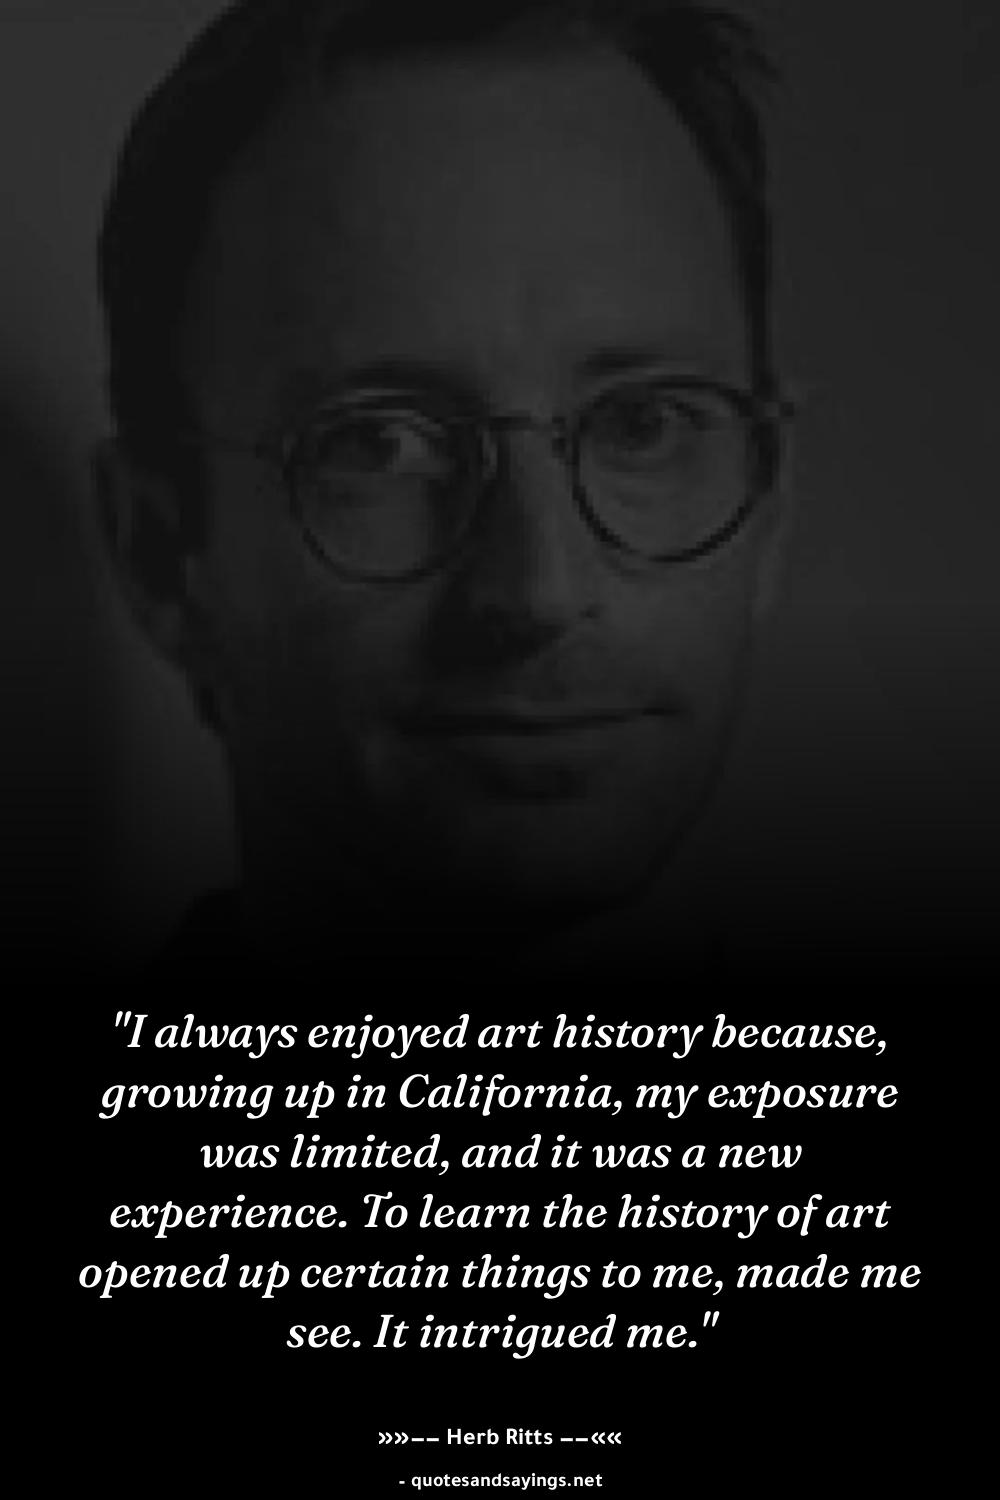 "I always enjoyed art history because,
growing up in California, my exposure
was limited, and it was a new
experience. To learn the history of art
opened up certain things to me, made me
see. It intrigued me."
»»−− Herb Ritts −−««
- quotesandsayings.net